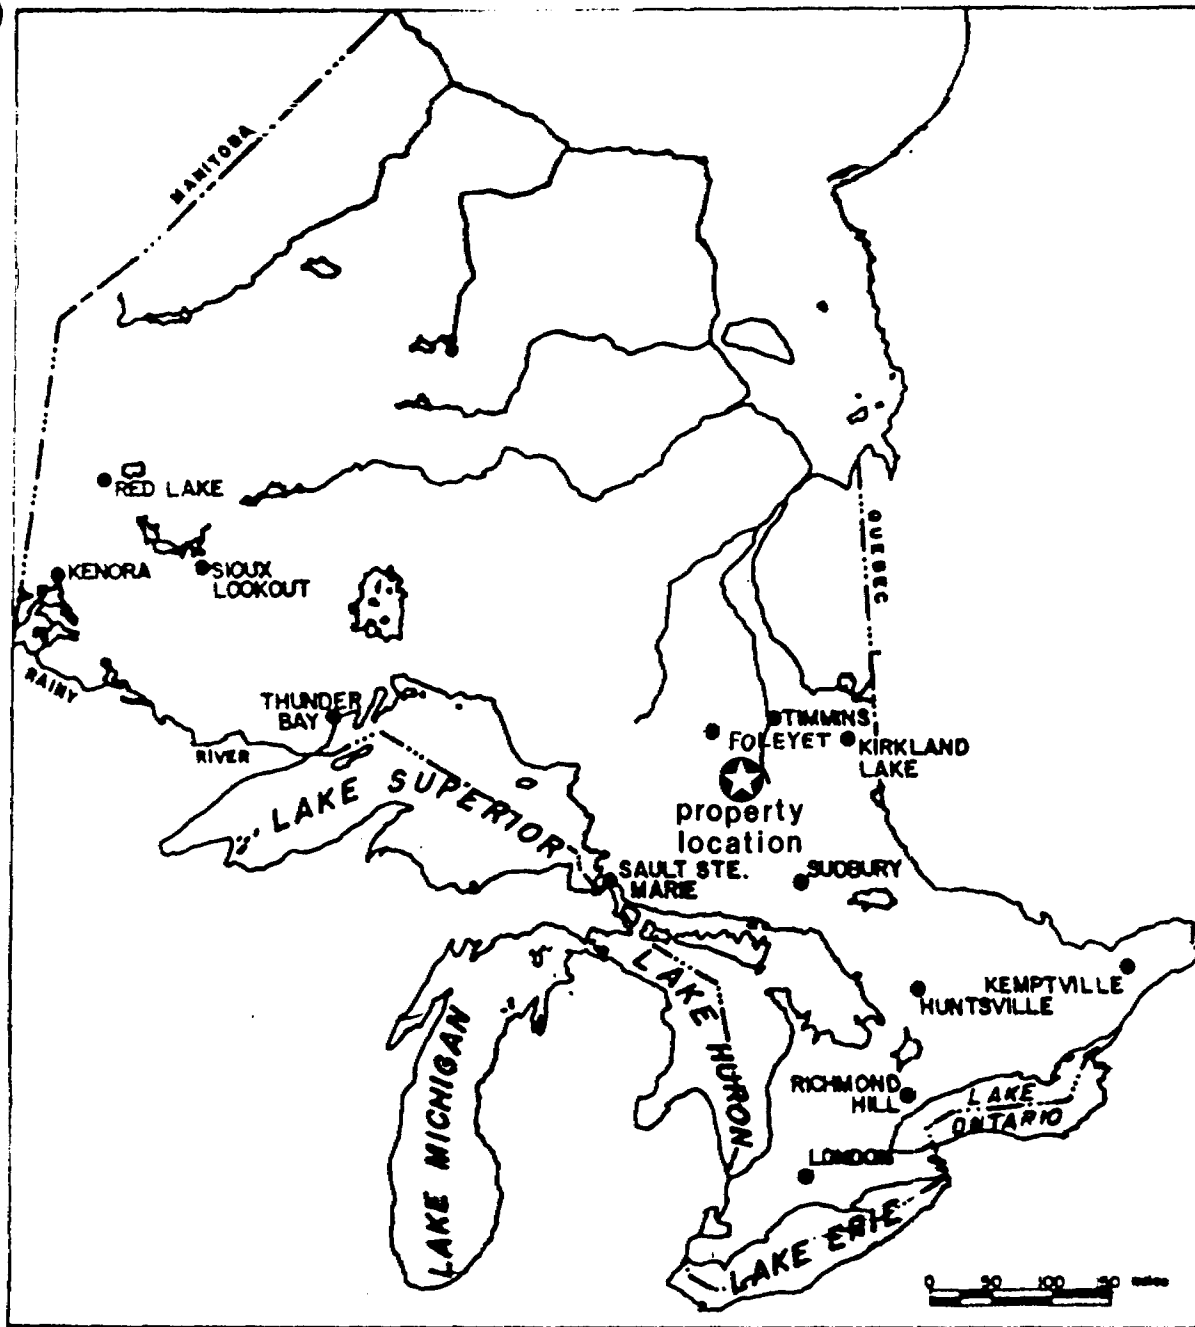 MANITOBA
RED LAKE
QUEBEC
KENORA
SIOUX
LOOKOUT
RAINY
RIVER
THUNDER
BAY
TIMMINS
FOLEYET
KIRKLAND
LAKE
LAKE SUPERIOR
property
location
SAULT STE.
MARIE
SUDBURY
KEMPTVILLE
HUNTSVILLE
LAKE HURON
LAKE MICHIGAN
RICHMOND
HILL
LAKE
ONTARIO
LONDON
LAKE ERIE
0 50 100 150 miles